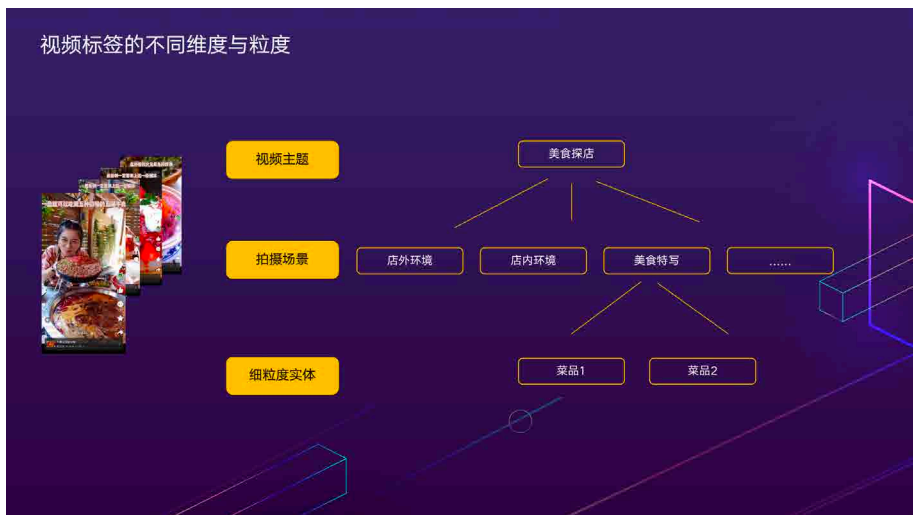 视频标签的不同维度与粒度
视频主题
美食探店
拍摄场景
店外环境
店内环境
美食特写
......
细粒度实体
菜品1
菜品2